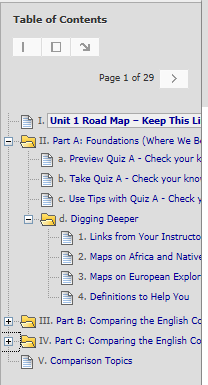 Table of Contents
Page 1 of 29
I. Unit 1 Road Map – Keep This Li
II. Part A: Foundations (Where We Be
a. Preview Quiz A - Check your k
b. Take Quiz A - Check your know
c. Use Tips with Quiz A - Check y
d. Digging Deeper
1. Links from Your Instructo
2. Maps on Africa and Native
3. Maps on European Explor
4. Definitions to Help You
III. Part B: Comparing the English Co
IV. Part C: Comparing the English Co
V. Comparison Topics